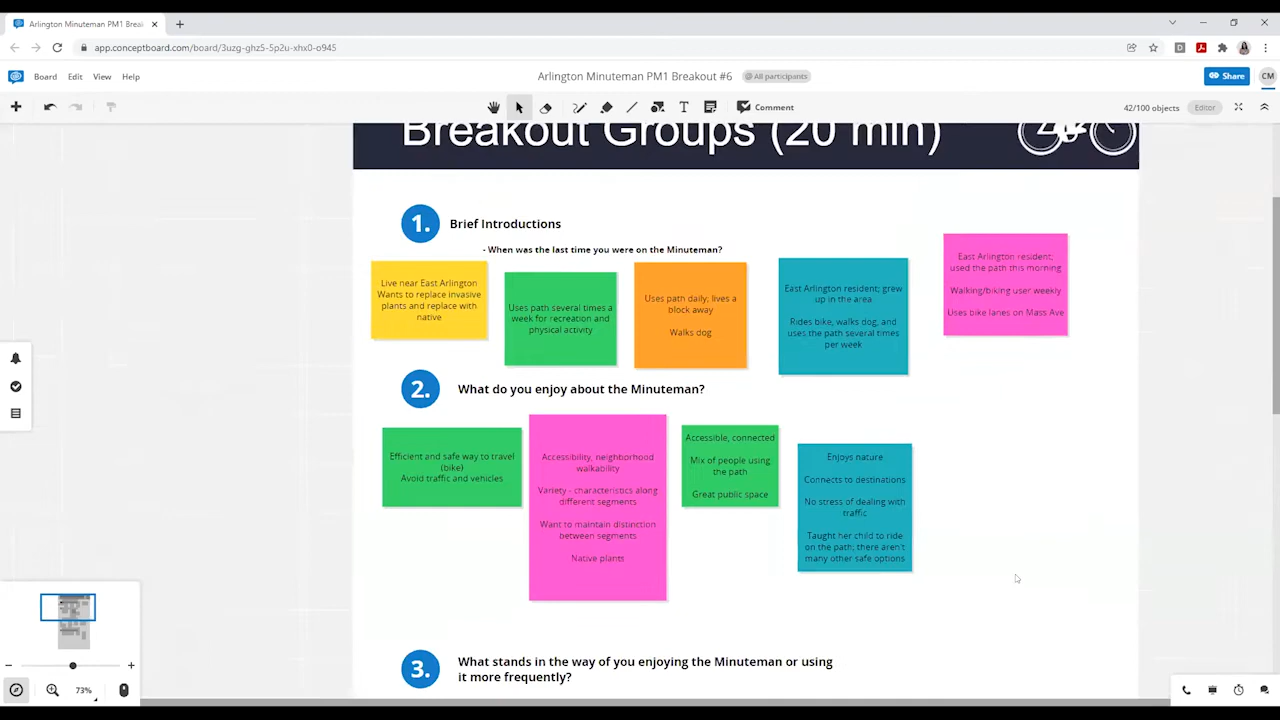 Arlington Minuteman PM1 Brea
app.conceptboard.com/board/3uzg-ghz5-5p2u-xhx0-o945
Board Edit View Help
Arlington Minuteman PM1 Breakout #6
All participants
Share
CM
Comment
42/100 objects
Editor
Breakout Groups (20 min)
1.
Brief Introductions
- When was the last time you were on the Minuteman?
Live near East Arlington
Wants to replace invasive
plants and replace with
native
Uses path several times a
week for recreation and
physical activity
Uses path daily; lives a
block away
Walks dog
East Arlington resident; grew
up in the area
Rides bike, walks dog, and
uses the path several times
per week
East Arlington resident;
used the path this morning
Walking/biking user weekly
Uses bike lanes on Mass Ave
2.
What do you enjoy about the Minuteman?
Efficient and safe way to travel
(bike)
Avoid traffic and vehicles
Accessibility, neighborhood
walkability
Variety - characteristics along
different segments
Want to maintain distinction
between segments
Native plants
Accessible, connected
Mix of people using
the path
Great public space
Enjoys nature
Connects to destinations
No stress of dealing with
traffic
Taught her child to ride
on the path; there aren't
many other safe options
3.
What stands in the way of you enjoying the Minuteman or using
it more frequently?
73%